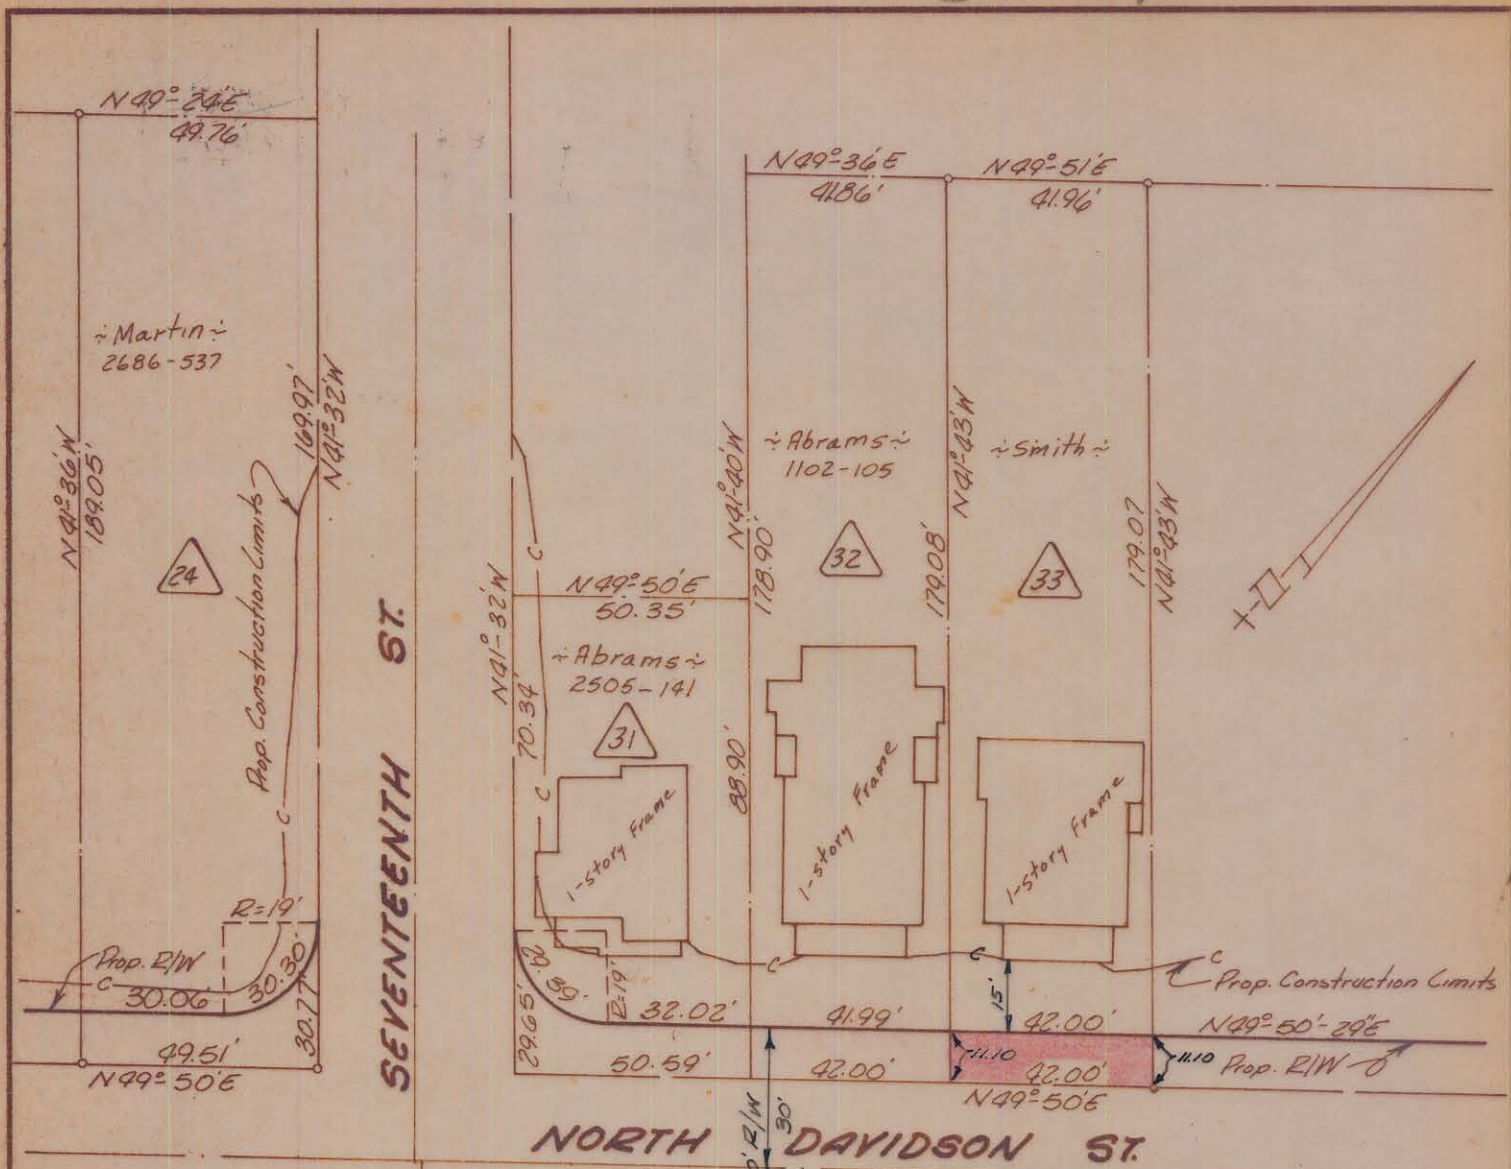 N49°-24'E
49.76'
N49°-36'E
41.86'
N49°-51'E
41.96'
÷Martin÷
2686-537
N41°-36'W
189.05'
169.97'
N41°-32'W
Prop. Construction Limits
24
SEVENTEENTH ST.
N41°-32'W
70.34'
N49°-50'E
50.35'
÷Abrams÷
2505-141
31
N41°-40'W
178.90'
88.90'
÷Abrams÷
1102-105
32
N41°-43'W
179.08'
÷Smith÷
33
179.07
N41°-43'W
C
C
C
1-story Frame
1-story Frame
1-story Frame
R=19'
Prop. R/W
C
30.06'
30.30'
30.77'
49.51'
N49°-50'E
29.65'
29.39'
R=19'
32.02'
50.59'
C
C
C
15'
Prop. Construction Limits
41.99'
42.00'
N49°-50'-29"E
42.00'
11.10
42.00'
11.10
Prop. R/W
N49°-50'E
R/W
30'
NORTH DAVIDSON ST.